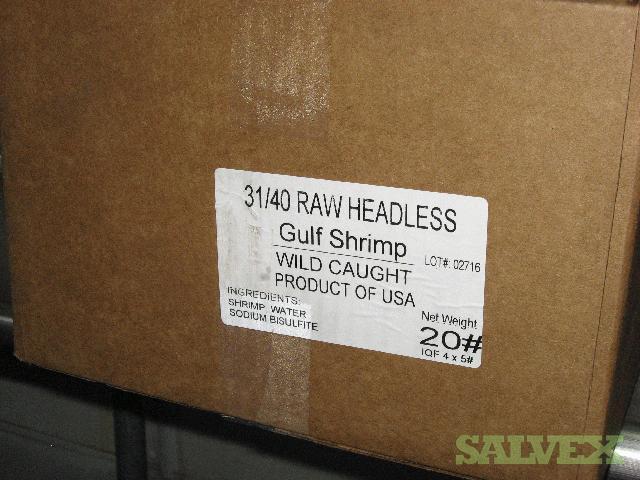 31/40 RAW HEADLESS
Gulf Shrimp
LOT#: 02716
WILD CAUGHT
PRODUCT OF USA
INGREDIENTS:
SHRIMP, WATER
SODIUM BISULFITE
Net Weight
20#
IQF 4 x 5#
SALVEX